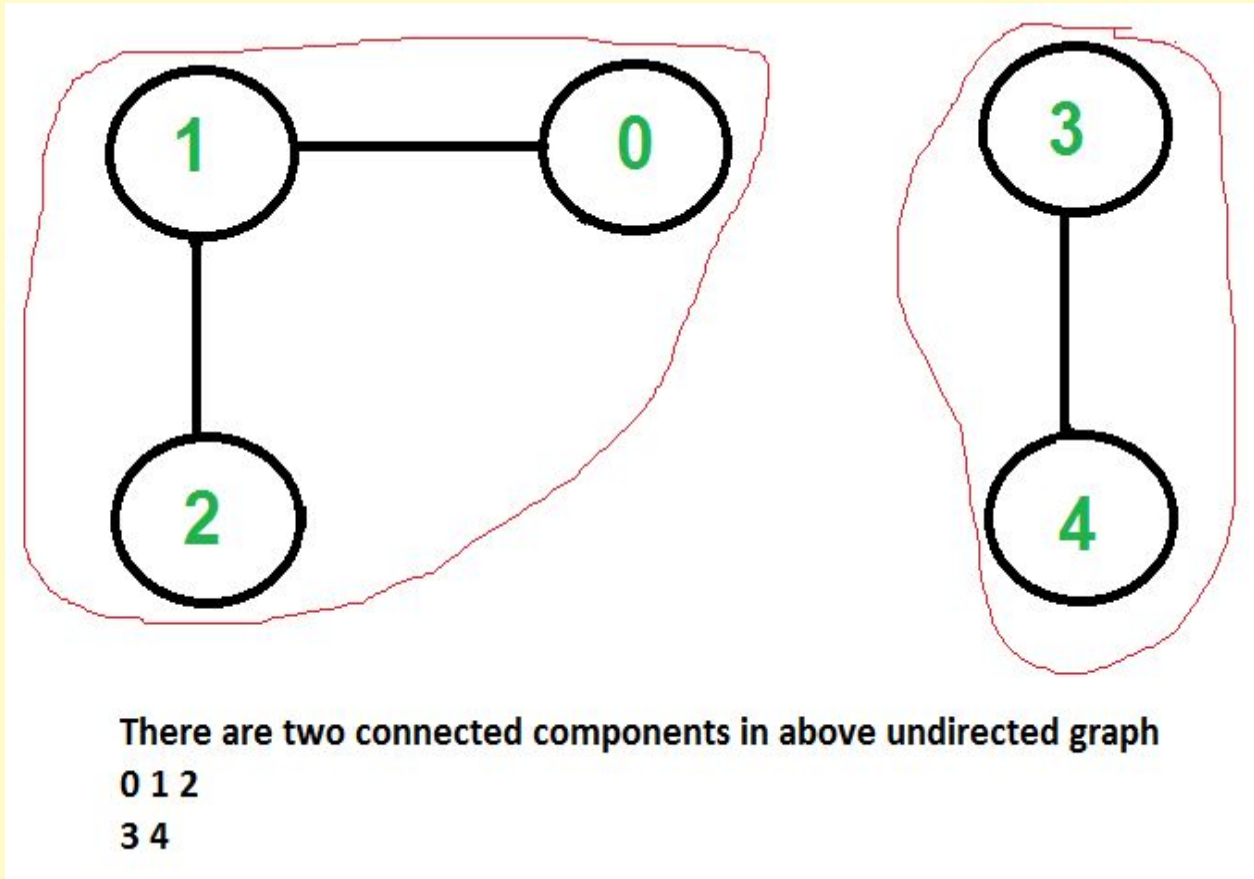 1 0 3
2 4
There are two connected components in above undirected graph
0 1 2
3 4